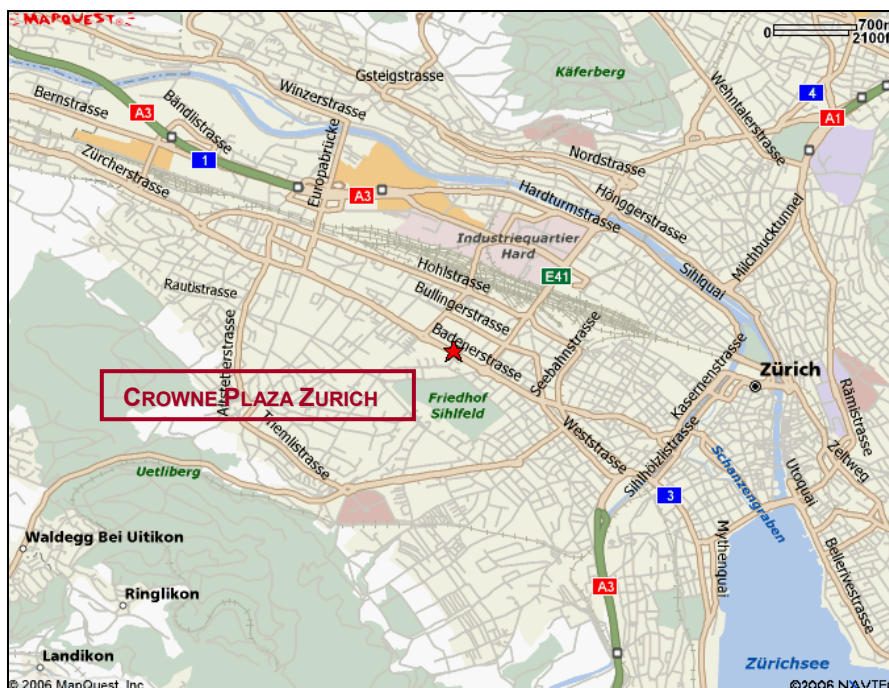 MAPQUEST
700m
0
2100f
Gsteigstrasse
Käferberg
4
Wehntalerstrasse
Bernstrasse
A3
Bändlistrasse
Winzerstrasse
A1
Zürcherstrasse
1
Europabrücke
Nordstrasse
A3
Hönggerstrasse
Hardturmstrasse
Milchbucktunnel
Industriequartier
Hard
Sihlquai
Hohlstrasse
E41
Rautistrasse
Bullingerstrasse
Badenerstrasse
Seebahnstrasse
Kasernenstrasse
Zürich
Altstetterstrasse
CROWNE PLAZA ZURICH
Friedhof
Sihlfeld
Rämistrasse
Triemlistrasse
Weststrasse
Sihlhölzlistrasse
Zeltweg
Uetliberg
Schanzengraben
Utoquai
3
Waldegg Bei Uitikon
Mythenquai
Bellerivestrasse
Ringlikon
A3
Landikon
Zürichsee
© 2006 MapQuest, Inc
©2006 NAVTE